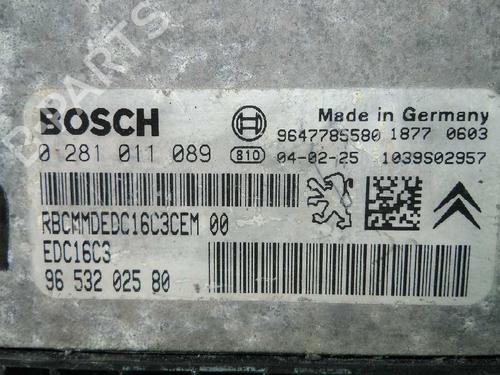 BOSCH
Made in Germany
9647785580 1877 0603
0 281 011 089 810 04-02-25 1039S02957
RBCMMDEDC16C3CEM 00
EDC16C3
96 532 025 80
B-PARTS